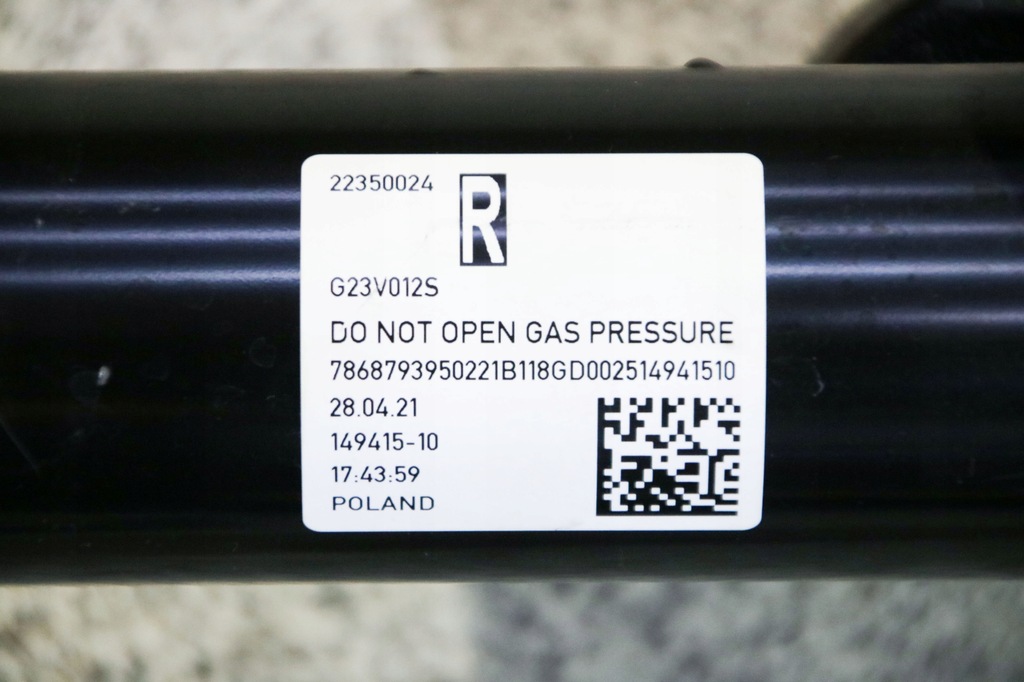 22350024
R
G23V012S
DO NOT OPEN GAS PRESSURE
7868793950221B118GD002514941510
28.04.21
149415-10
17:43:59
POLAND